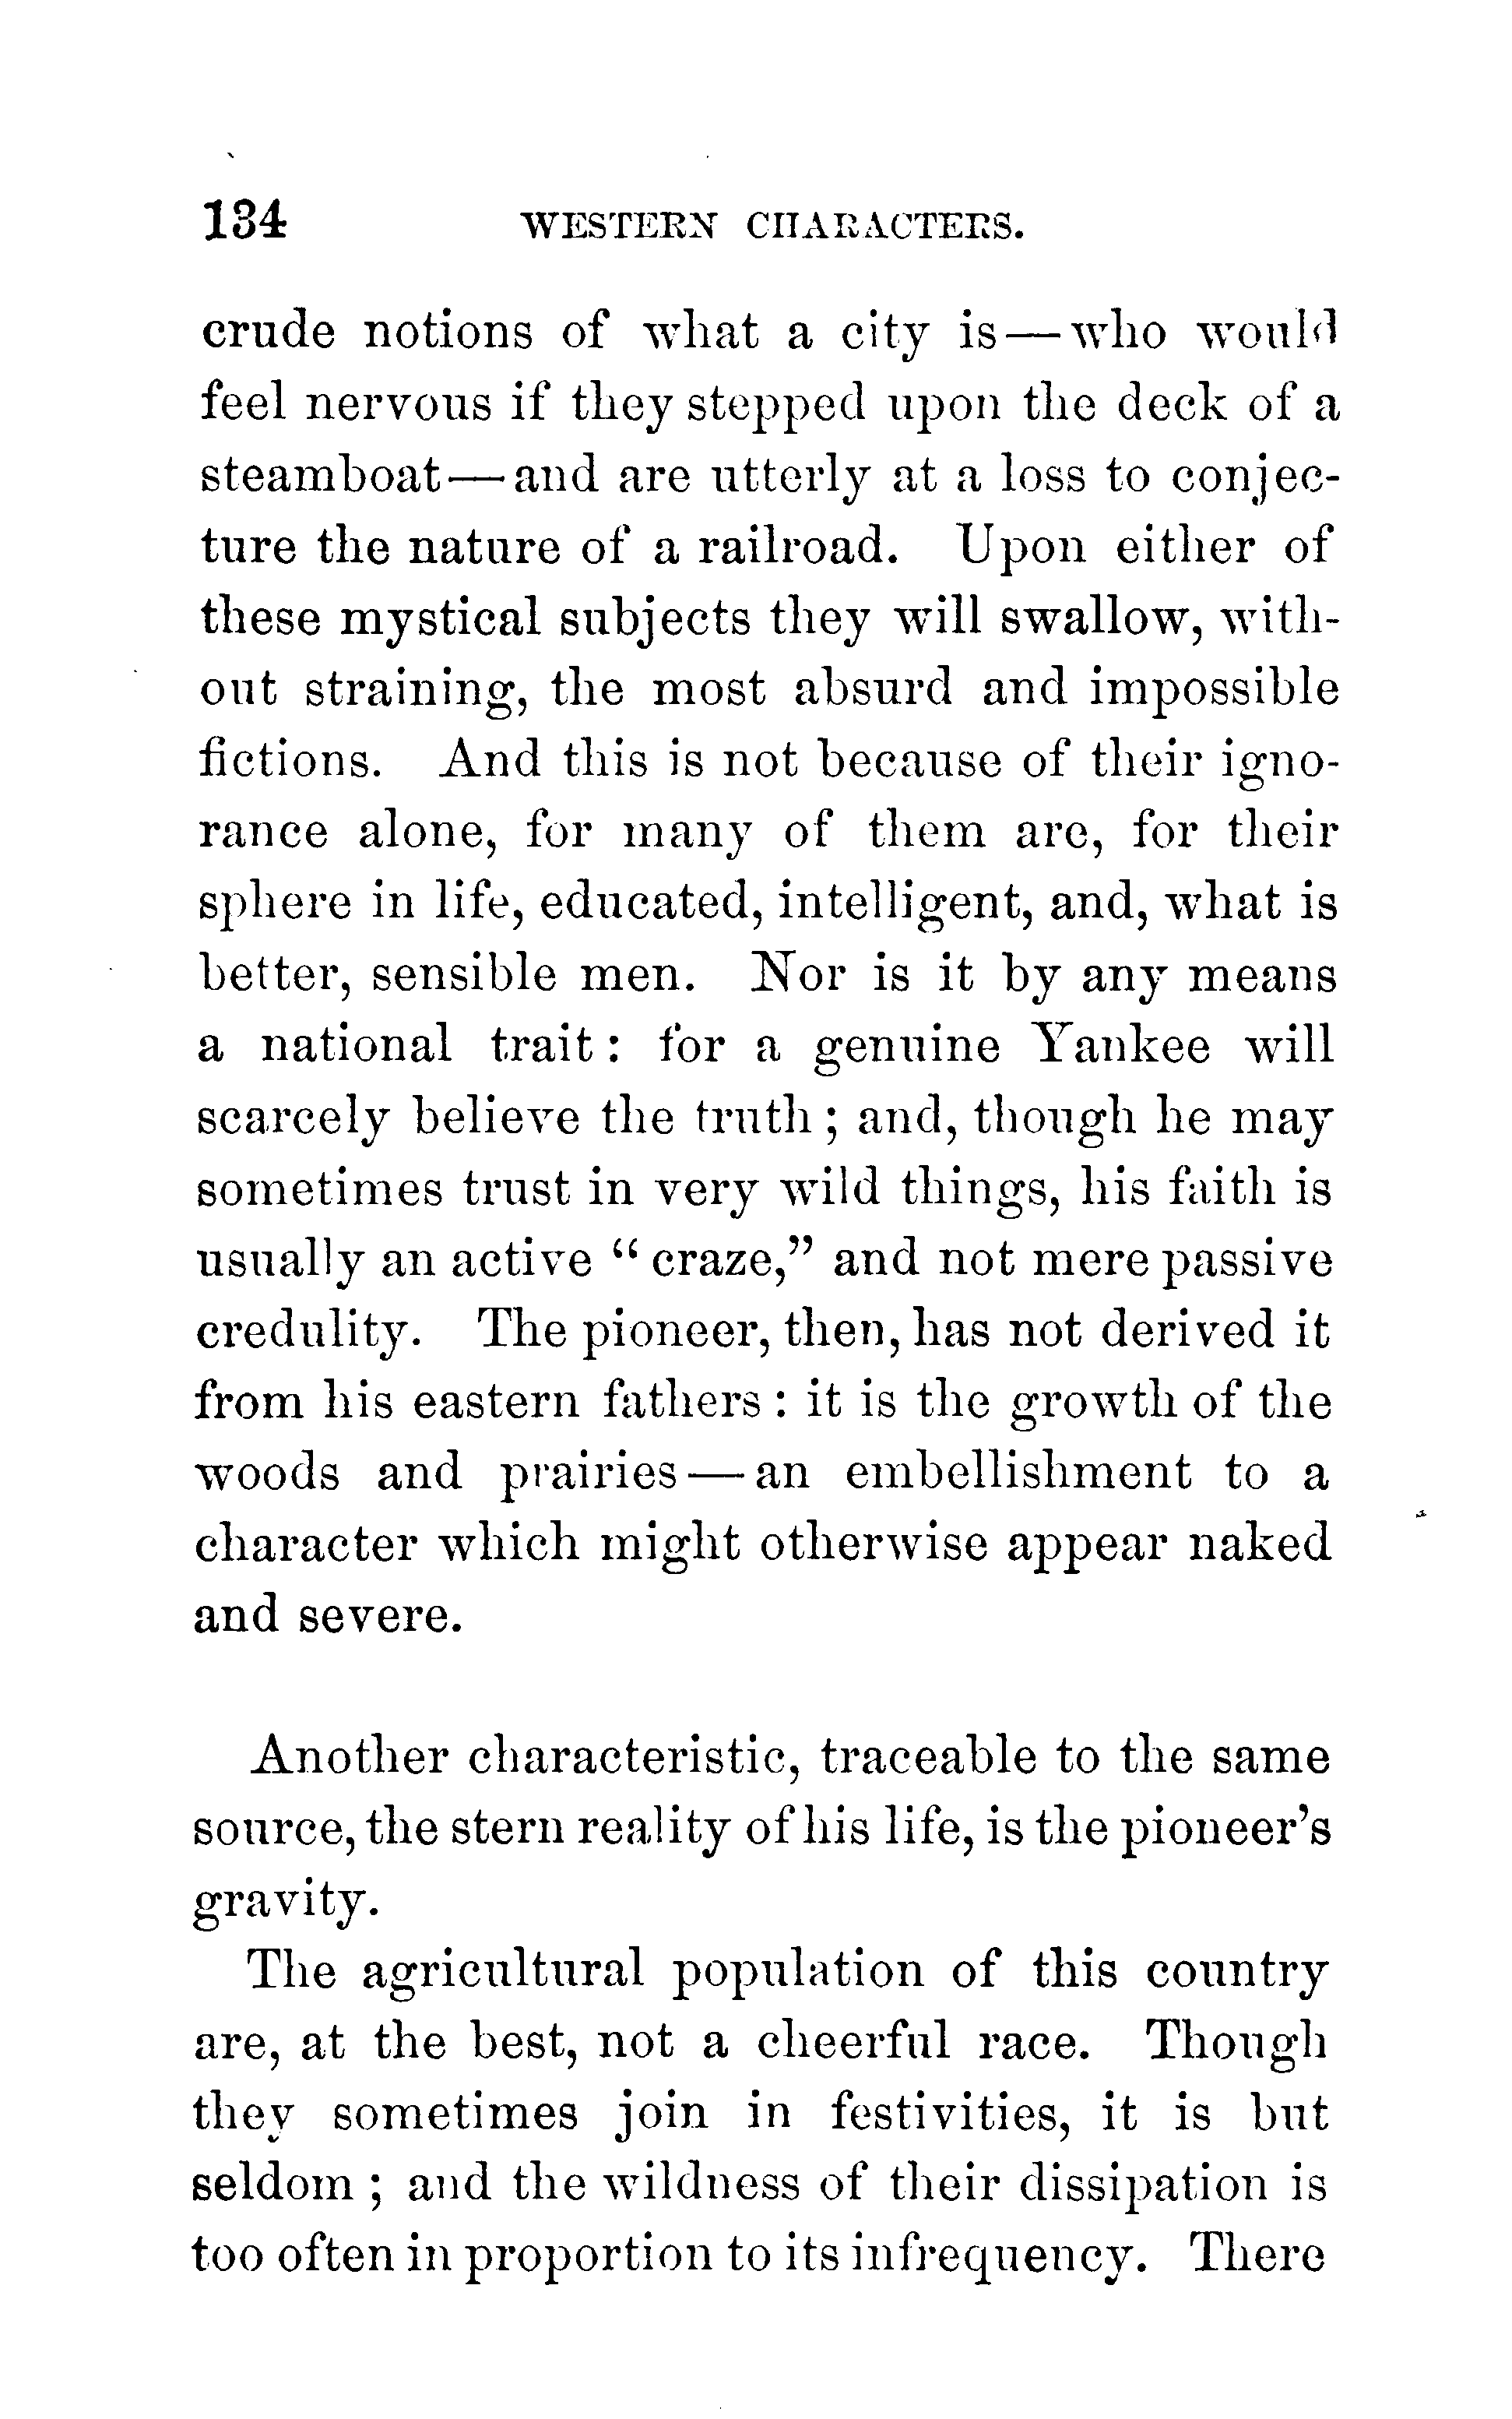 134 WESTERN CHARACTERS.
crude notions of what a city is—who would
feel nervous if they stepped upon the deck of a
steamboat—and are utterly at a loss to conjec-
ture the nature of a railroad. Upon either of
these mystical subjects they will swallow, with-
out straining, the most absurd and impossible
fictions. And this is not because of their igno-
rance alone, for many of them are, for their
sphere in life, educated, intelligent, and, what is
better, sensible men. Nor is it by any means
a national trait: for a genuine Yankee will
scarcely believe the truth; and, though he may
sometimes trust in very wild things, his faith is
usually an active "craze," and not mere passive
credulity. The pioneer, then, has not derived it
from his eastern fathers: it is the growth of the
woods and prairies—an embellishment to a
character which might otherwise appear naked
and severe.
Another characteristic, traceable to the same
source, the stern reality of his life, is the pioneer's
gravity.
The agricultural population of this country
are, at the best, not a cheerful race. Though
they sometimes join in festivities, it is but
seldom; and the wildness of their dissipation is
too often in proportion to its infrequency. There